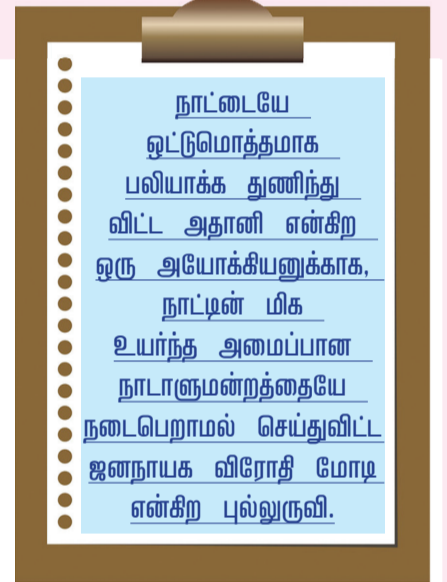 நாட்டையே
ஒட்டுமொத்தமாக
பலியாக்க துணிந்து
விட்ட அதானி என்கிற
ஒரு அயோக்கியனுக்காக,
நாட்டின் மிக
உயர்ந்த அமைப்பான
நாடாளுமன்றத்தையே
நடைபெறாமல் செய்துவிட்ட
ஜனநாயக விரோதி மோடி
என்கிற புல்லுருவி.